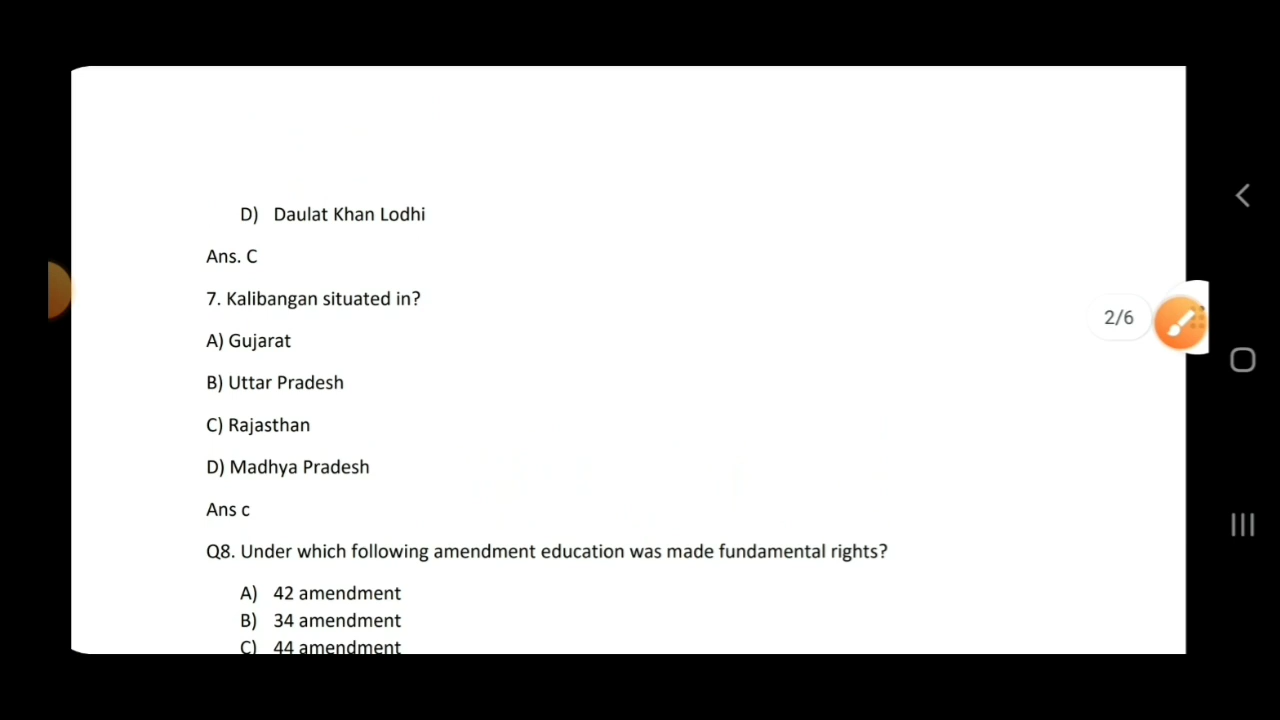 D) Daulat Khan Lodhi
Ans. C
7. Kalibangan situated in?
A) Gujarat
B) Uttar Pradesh
C) Rajasthan
D) Madhya Pradesh
Ans c
Q8. Under which following amendment education was made fundamental rights?
A) 42 amendment
B) 34 amendment
C) 44 amendment
2/6